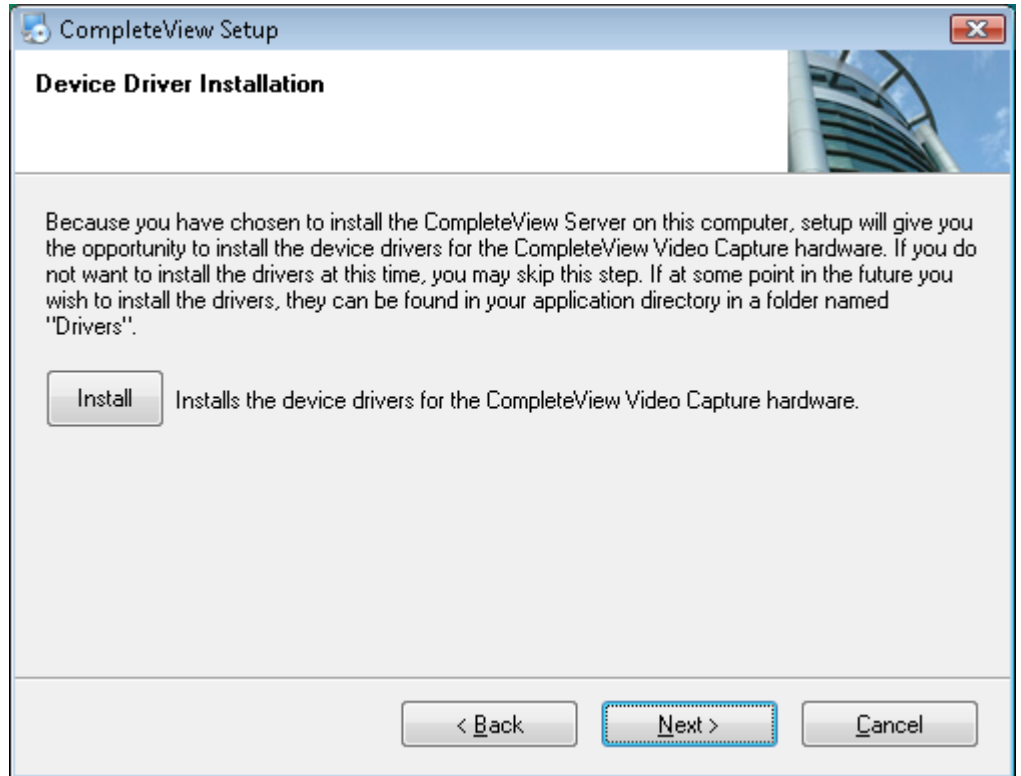 CompleteView Setup
Device Driver Installation
Because you have chosen to install the CompleteView Server on this computer, setup will give you
the opportunity to install the device drivers for the CompleteView Video Capture hardware. If you do
not want to install the drivers at this time, you may skip this step. If at some point in the future you
wish to install the drivers, they can be found in your application directory in a folder named
"Drivers".
Install Installs the device drivers for the CompleteView Video Capture hardware.
< Back Next > Cancel